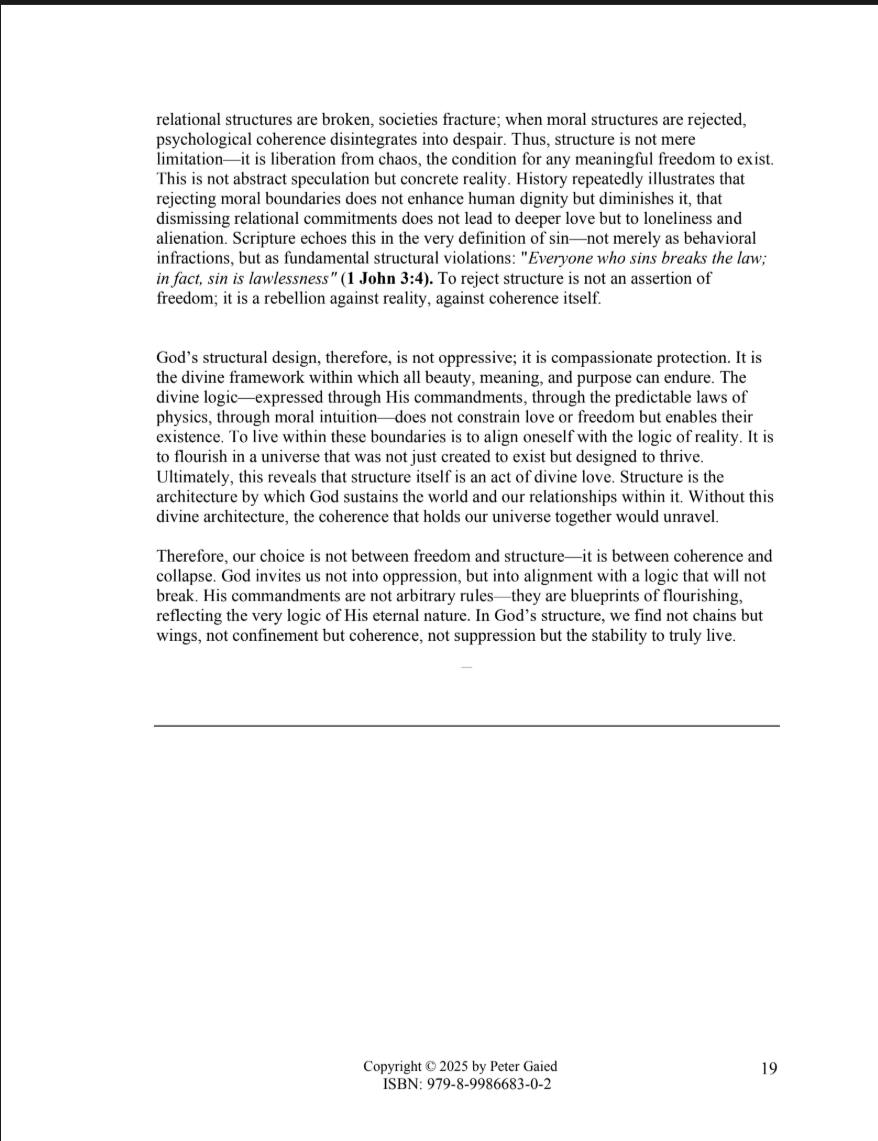 relational structures are broken, societies fracture; when moral structures are rejected,
psychological coherence disintegrates into despair. Thus, structure is not mere
limitation—it is liberation from chaos, the condition for any meaningful freedom to exist.
This is not abstract speculation but concrete reality. History repeatedly illustrates that
rejecting moral boundaries does not enhance human dignity but diminishes it, that
dismissing relational commitments does not lead to deeper love but to loneliness and
alienation. Scripture echoes this in the very definition of sin—not merely as behavioral
infractions, but as fundamental structural violations: "Everyone who sins breaks the law;
in fact, sin is lawlessness" (1 John 3:4). To reject structure is not an assertion of
freedom; it is a rebellion against reality, against coherence itself.
God’s structural design, therefore, is not oppressive; it is compassionate protection. It is
the divine framework within which all beauty, meaning, and purpose can endure. The
divine logic—expressed through His commandments, through the predictable laws of
physics, through moral intuition—does not constrain love or freedom but enables their
existence. To live within these boundaries is to align oneself with the logic of reality. It is
to flourish in a universe that was not just created to exist but designed to thrive.
Ultimately, this reveals that structure itself is an act of divine love. Structure is the
architecture by which God sustains the world and our relationships within it. Without this
divine architecture, the coherence that holds our universe together would unravel.
Therefore, our choice is not between freedom and structure—it is between coherence and
collapse. God invites us not into oppression, but into alignment with a logic that will not
break. His commandments are not arbitrary rules—they are blueprints of flourishing,
reflecting the very logic of His eternal nature. In God’s structure, we find not chains but
wings, not confinement but coherence, not suppression but the stability to truly live.
—
Copyright © 2025 by Peter Gaied
ISBN: 979-8-9986683-0-2
19